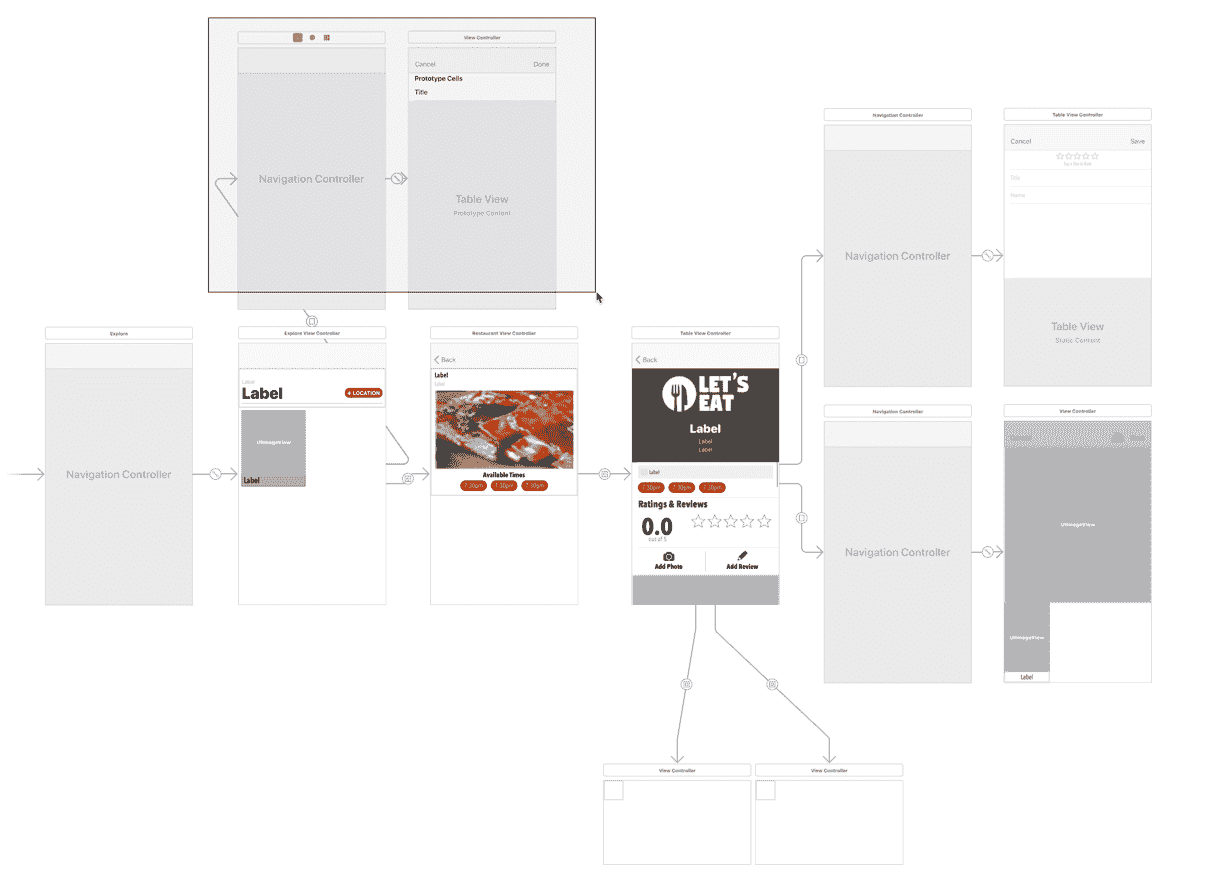 View Controller
Cancel
Done
Prototype Cells
Title
Navigation Controller
Table View
Prototype Content
Navigation Controller
Table View Controller
Cancel
Save
Title
Navigation Controller
Table View
Static Content
Explore
Navigation Controller
Explore View Controller
Label
Label
+ LOCATION
UIImageView
Label
Restaurant View Controller
Back
Label
Label
Available Times
7:30pm
7:30pm
7:30pm
Table View Controller
Back
LET'S
EAT
Label
Label
Label
Label
7:30pm
7:30pm
7:30pm
Ratings & Reviews
0.0
out of 5
Add Photo
Add Review
Navigation Controller
Navigation Controller
View Controller
UIImageView
UIImageView
Label
View Controller
View Controller